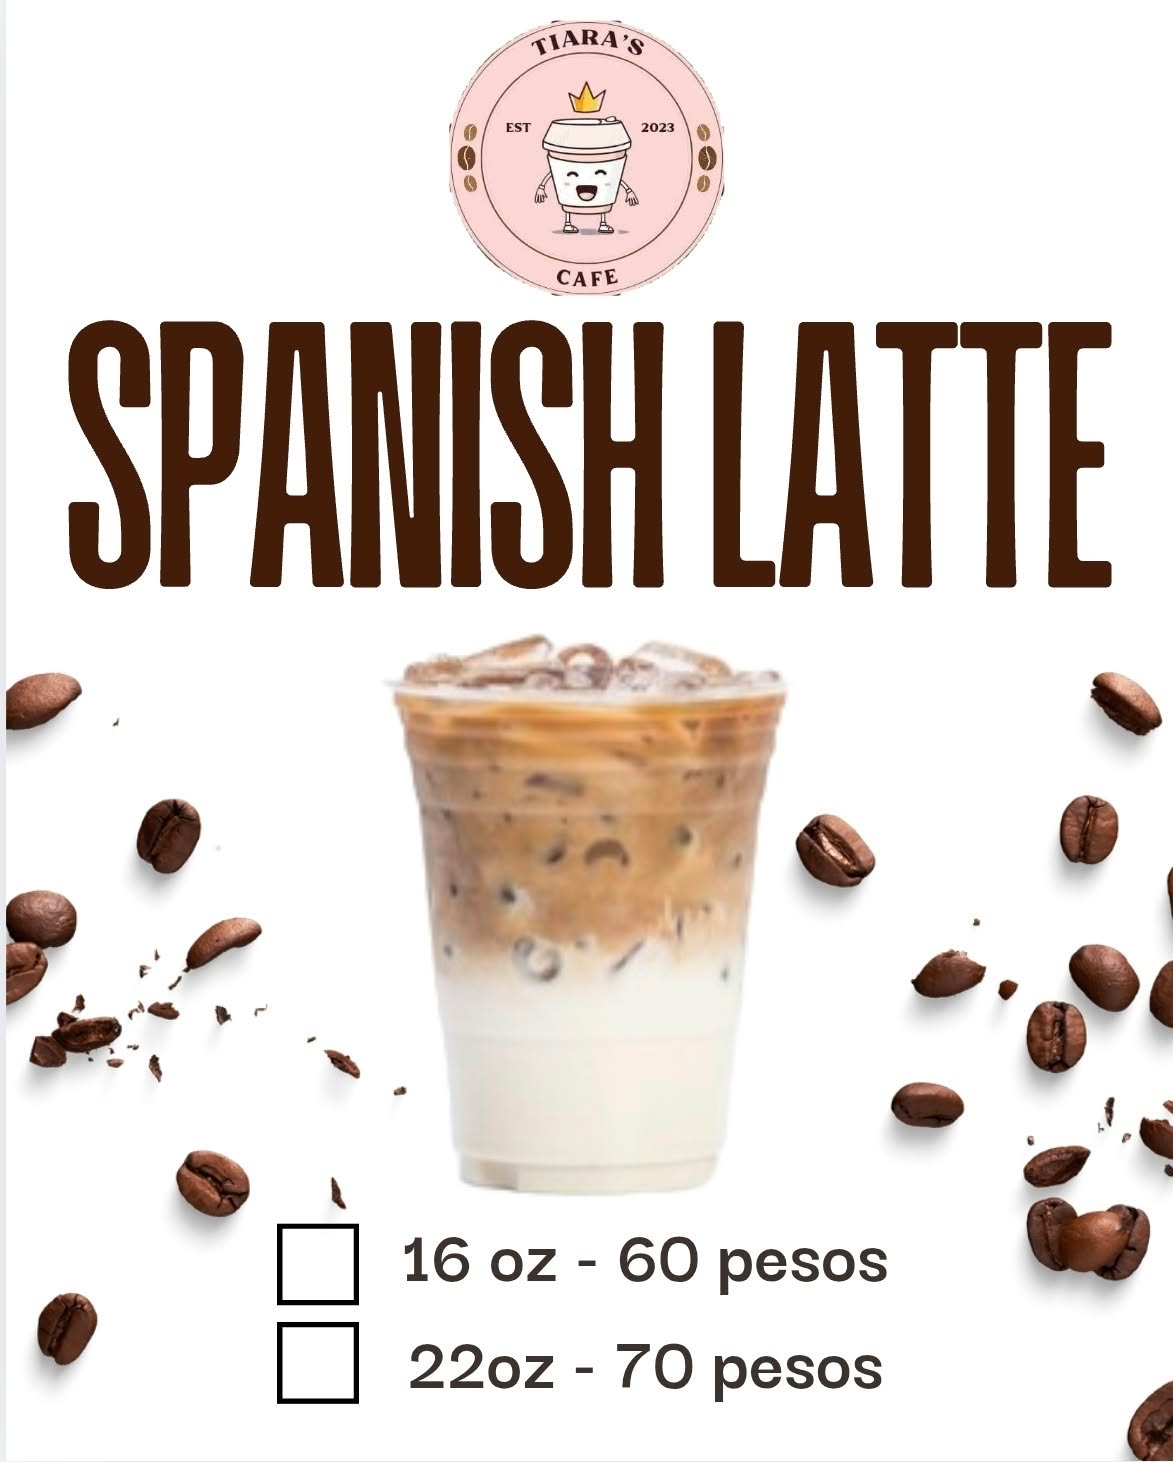 TIARA'S
EST 2023
CAFE
SPANISH LATTE
16 oz - 60 pesos
22oz - 70 pesos